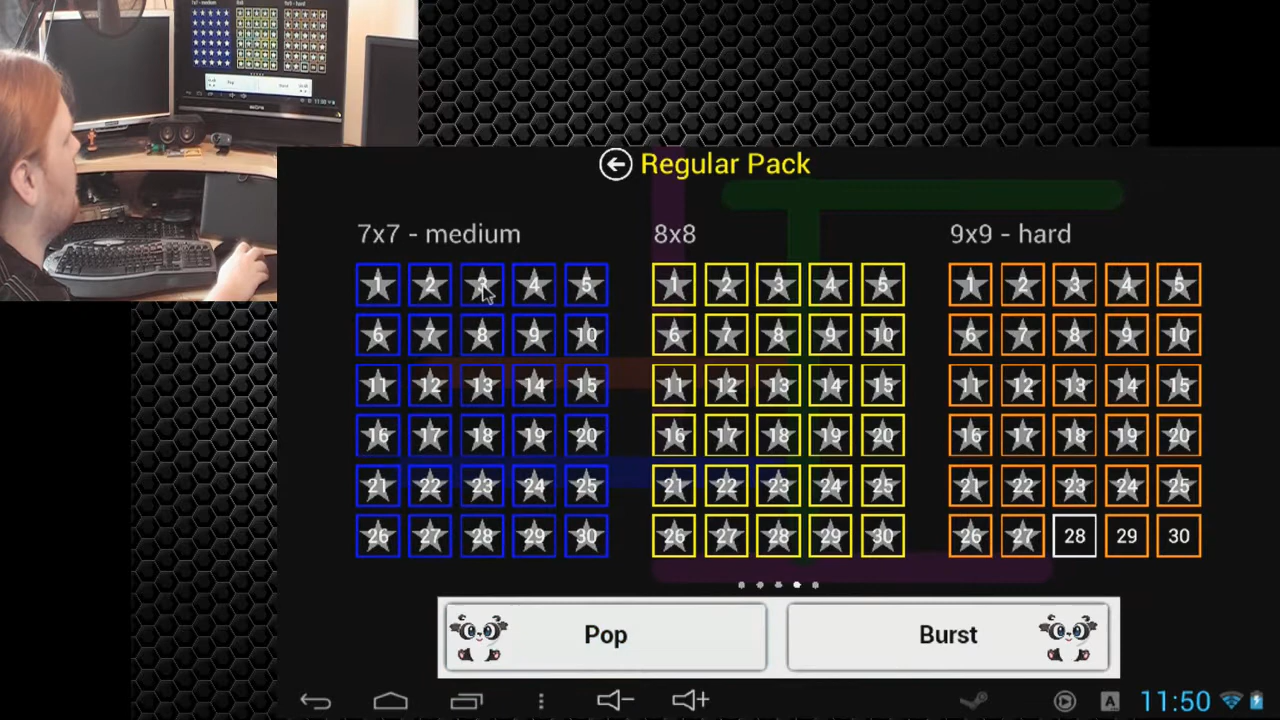 Regular Pack
7x7 - medium 8x8 9x9 - hard
1 2 3 4 5 1 2 3 4 5 1 2 3 4 5
6 7 8 9 10 6 7 8 9 10 6 7 8 9 10
11 12 13 14 15 11 12 13 14 15 11 12 13 14 15
16 17 18 19 20 16 17 18 19 20 16 17 18 19 20
21 22 23 24 25 21 22 23 24 25 21 22 23 24 25
26 27 28 29 30 26 27 28 29 30 26 27 28 29 30
Pop Burst
A 11:50